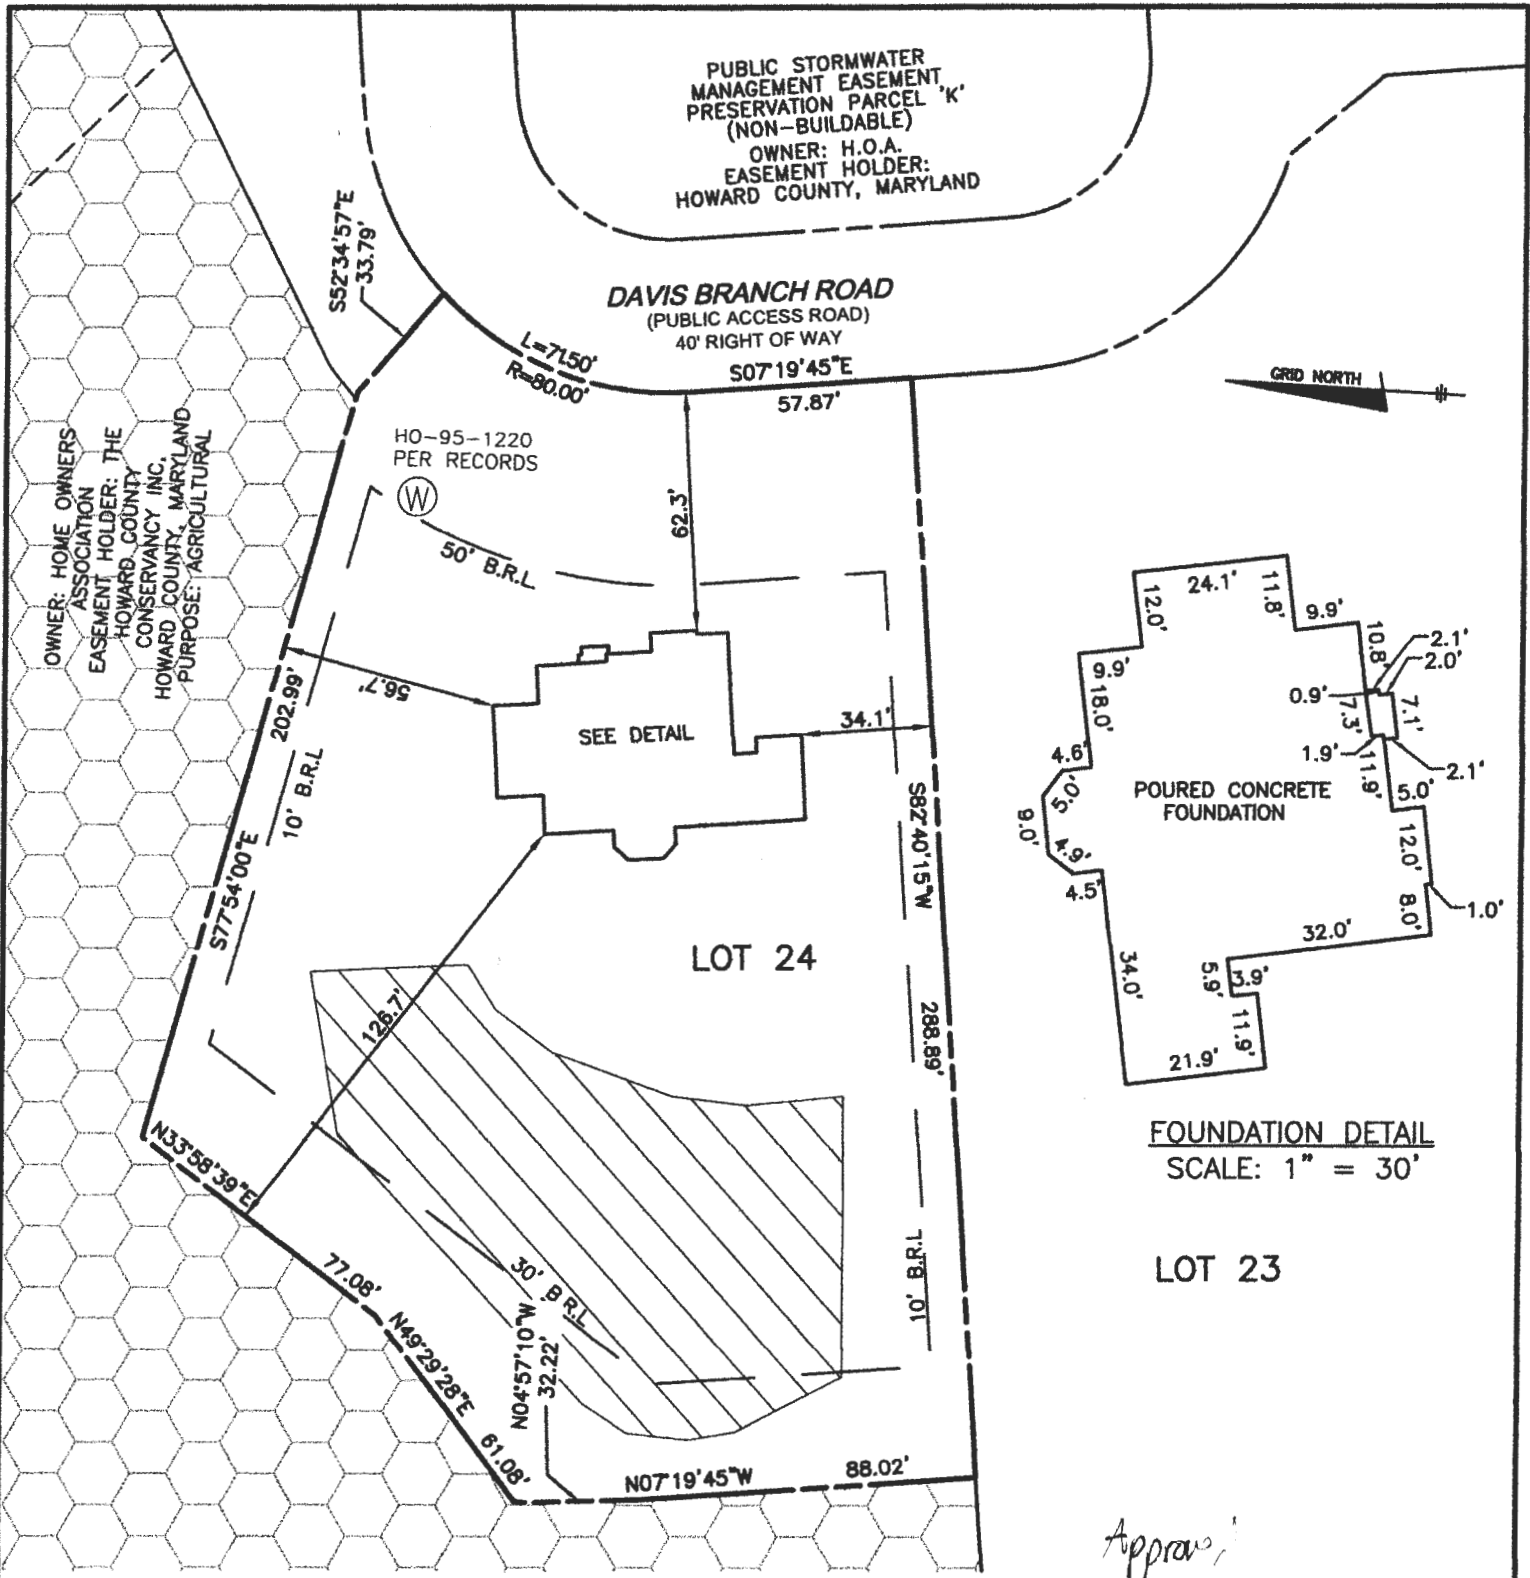 PUBLIC STORMWATER
MANAGEMENT EASEMENT
PRESERVATION PARCEL 'K'
(NON-BUILDABLE)
OWNER: H.O.A.
EASEMENT HOLDER:
HOWARD COUNTY, MARYLAND
S52°34'57"E
33.79'
DAVIS BRANCH ROAD
(PUBLIC ACCESS ROAD)
40' RIGHT OF WAY
L=71.50'
R=80.00'
S07°19'45"E
57.87'
GRID NORTH
HO-95-1220
PER RECORDS
W
50' B.R.L.
62.3'
OWNER: HOME OWNERS
ASSOCIATION
EASEMENT HOLDER: THE
HOWARD COUNTY
CONSERVANCY INC.
HOWARD COUNTY, MARYLAND
PURPOSE: AGRICULTURAL
202.99'
S77°54'00"E
10' B.R.L
56.7'
SEE DETAIL
34.1'
S82°40'15"W
288.89'
10' B.R.L
LOT 24
126.7'
N33°58'39"E
77.08'
N49°29'28"E
61.08'
30' B.R.L
N04°57'10"W
32.22'
N07°19'45"W
88.02'
24.1'
12.0'
11.8'
9.9'
9.9'
10.8'
2.1'
2.0'
18.0'
0.9'
7.3'
7.1'
4.6'
1.9'
2.1'
5.0'
11.9'
5.0'
POURED CONCRETE
FOUNDATION
9.0'
4.9'
12.0'
4.5'
8.0'
1.0'
32.0'
34.0'
5.9'
3.9'
11.9'
21.9'
FOUNDATION DETAIL
SCALE: 1" = 30'
LOT 23